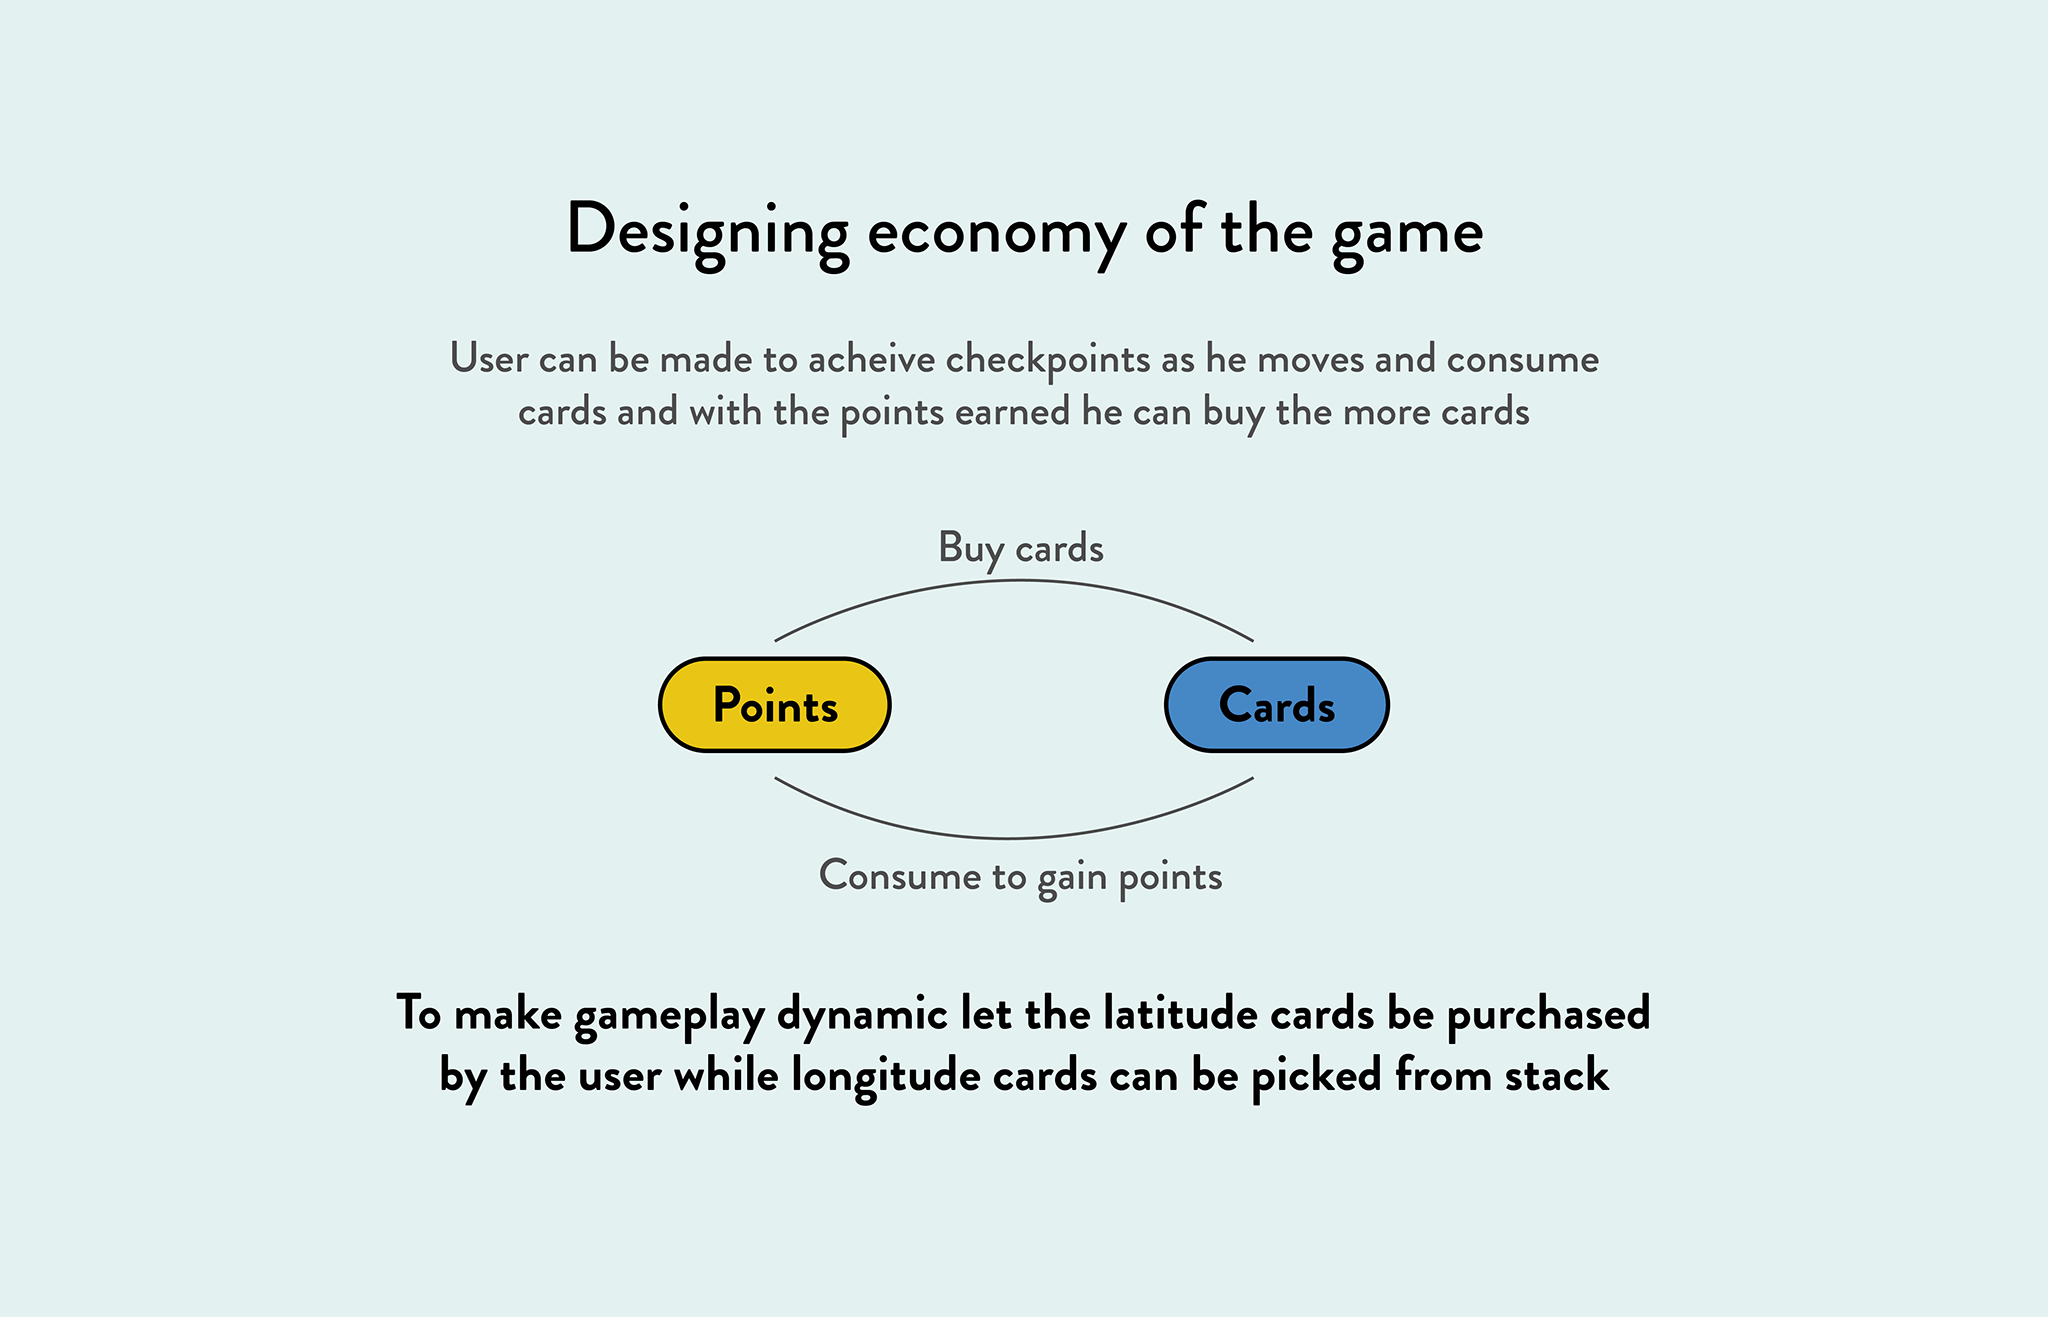 Designing economy of the game
User can be made to acheive checkpoints as he moves and consume
cards and with the points earned he can buy the more cards
Buy cards
Points
Cards
Consume to gain points
To make gameplay dynamic let the latitude cards be purchased
by the user while longitude cards can be picked from stack